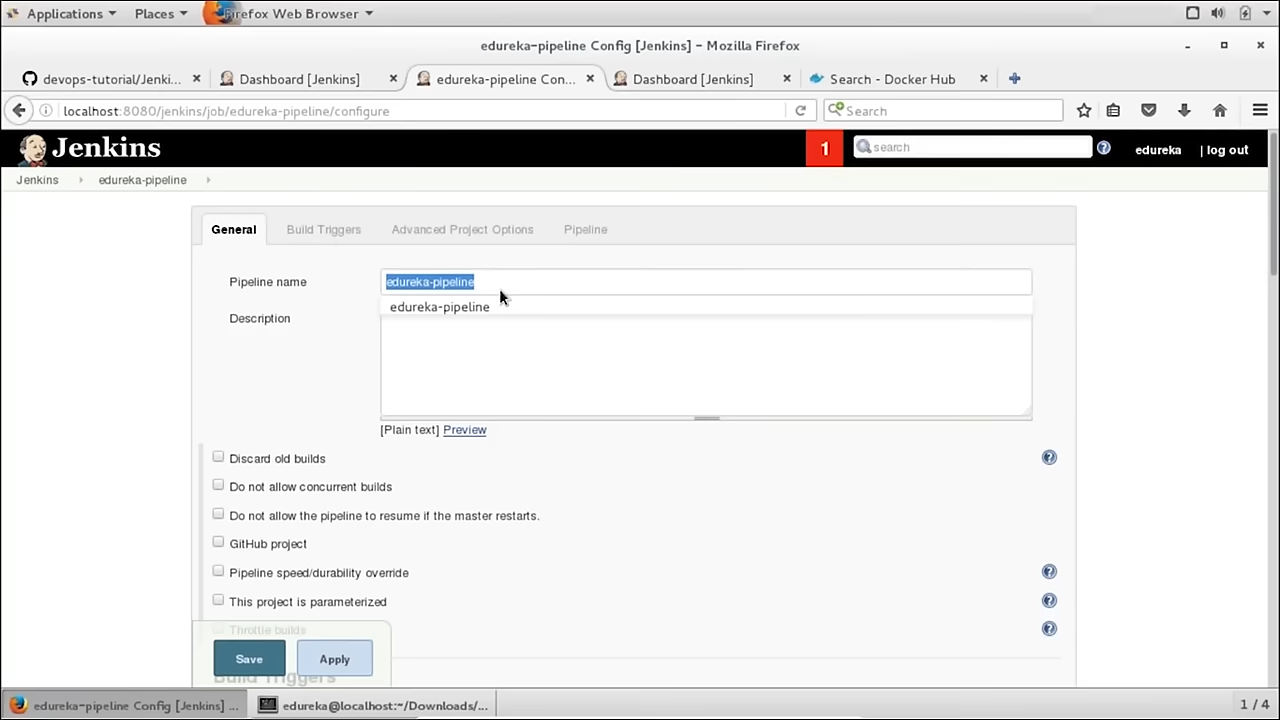 Applications Places Firefox Web Browser
edureka-pipeline Config [Jenkins] - Mozilla Firefox
devops-tutorial/Jenki... Dashboard [Jenkins] edureka-pipeline Con... Dashboard [Jenkins] Search - Docker Hub
localhost:8080/jenkins/job/edureka-pipeline/configure Search
Jenkins 1 search edureka | log out
Jenkins edureka-pipeline
General Build Triggers Advanced Project Options Pipeline
Pipeline name edureka-pipeline
edureka-pipeline
Description
[Plain text] Preview
Discard old builds
Do not allow concurrent builds
Do not allow the pipeline to resume if the master restarts.
GitHub project
Pipeline speed/durability override
This project is parameterized
Throttle builds
Save Apply
Build Triggers
edureka-pipeline Config [Jenkins] ... edureka@localhost:~/Downloads/... 1 / 4